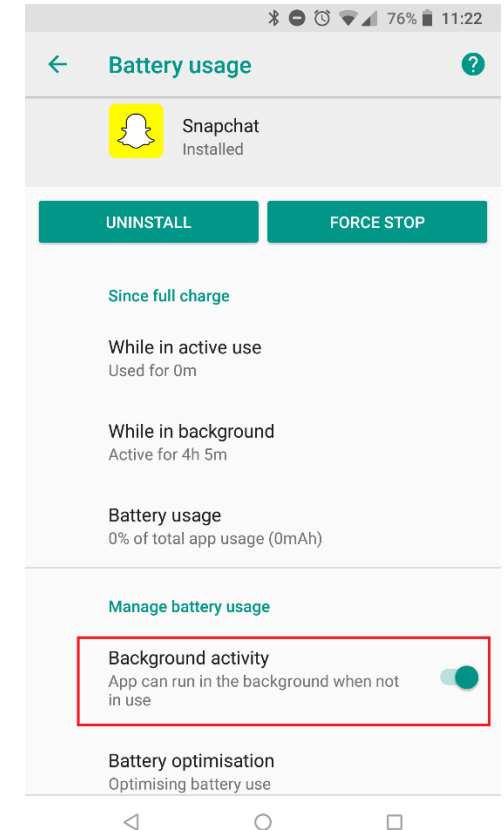 76% 11:22
Battery usage
?
Snapchat
Installed
UNINSTALL
FORCE STOP
Since full charge
While in active use
Used for 0m
While in background
Active for 4h 5m
Battery usage
0% of total app usage (0mAh)
Manage battery usage
Background activity
App can run in the background when not
in use
Battery optimisation
Optimising battery use